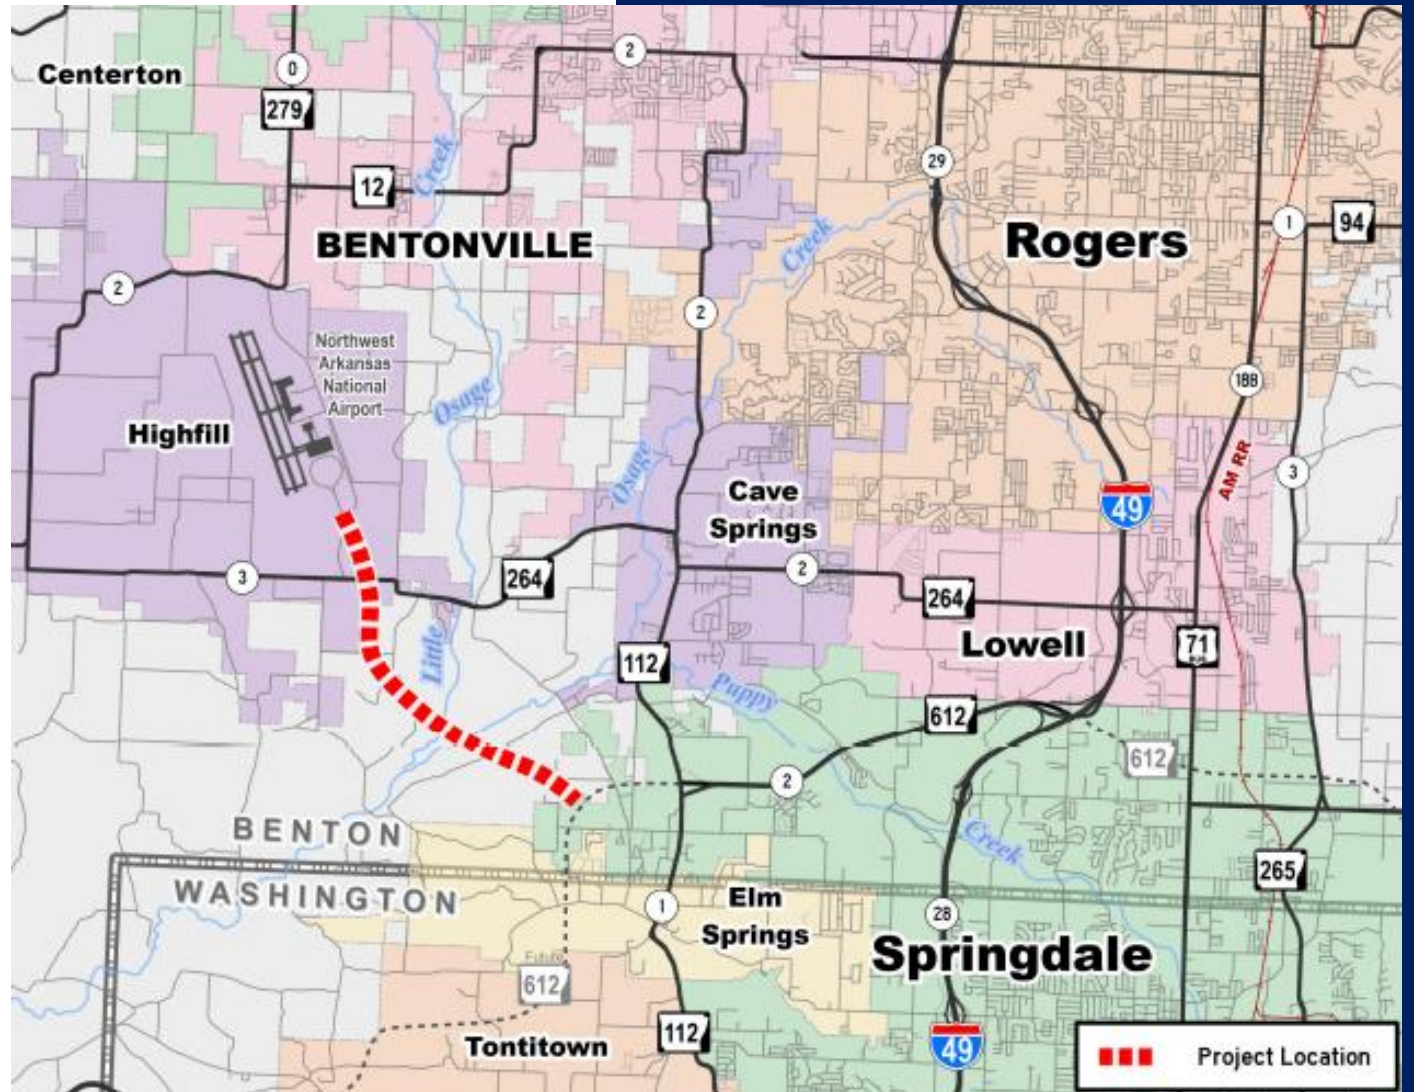 2
Centerton
0
279
29
12
Creek
1
94
BENTONVILLE
Creek
Rogers
2
2
Northwest
Arkansas
National
Airport
188
Osage
Highfill
AM RR
3
Osage
Cave
Springs
49
3
264
2
264
Little
112
Lowell
71
Puppy
612
Future
612
2
BENTON
Creek
265
WASHINGTON
Elm
Springs
1
28
Springdale
Future
612
Tontitown
112
49
Project Location